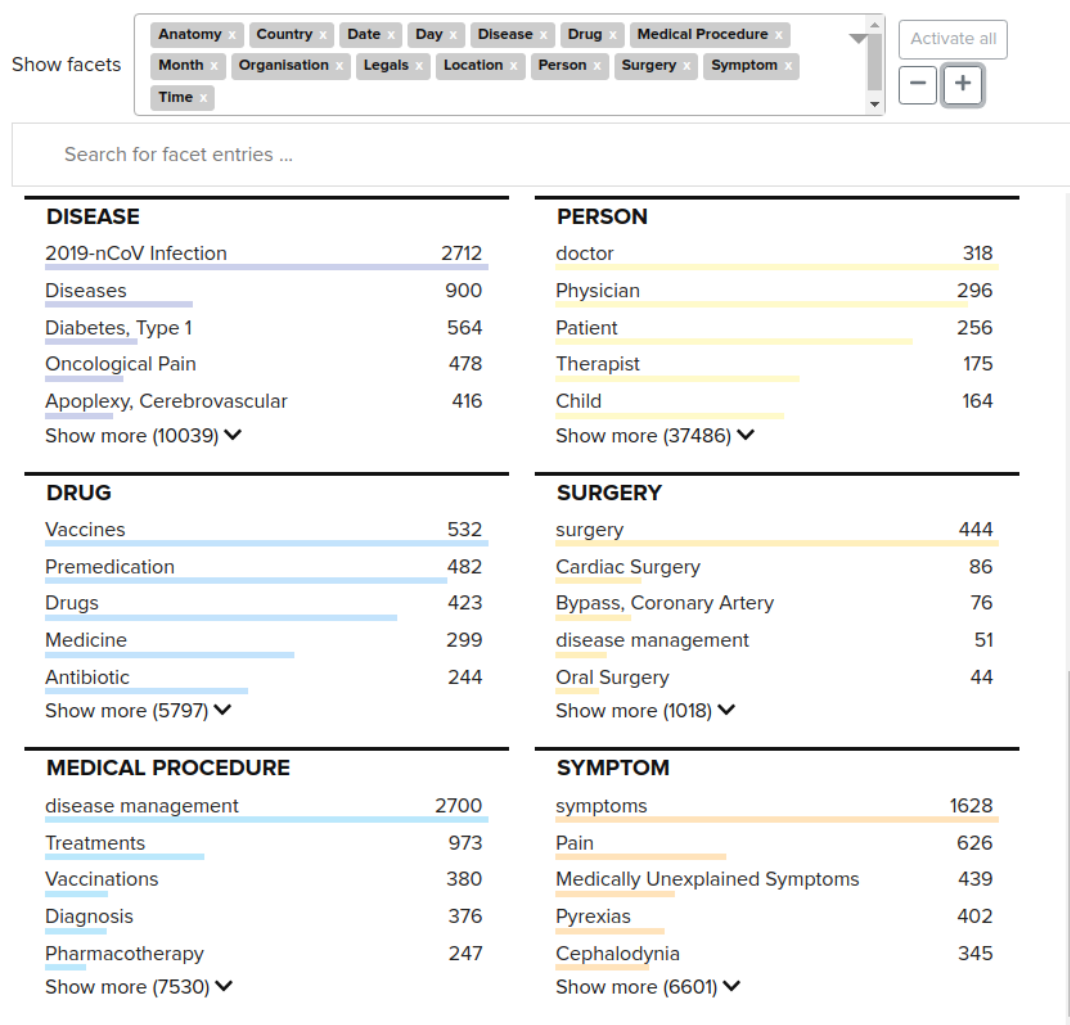 Show facets
Anatomy x Country x Date x Day x Disease x Drug x Medical Procedure x
Month x Organisation x Legals x Location x Person x Surgery x Symptom x
Time x
Activate all
− +
Search for facet entries ...
DISEASE
2019-nCoV Infection 2712
Diseases 900
Diabetes, Type 1 564
Oncological Pain 478
Apoplexy, Cerebrovascular 416
Show more (10039)
PERSON
doctor 318
Physician 296
Patient 256
Therapist 175
Child 164
Show more (37486)
DRUG
Vaccines 532
Premedication 482
Drugs 423
Medicine 299
Antibiotic 244
Show more (5797)
SURGERY
surgery 444
Cardiac Surgery 86
Bypass, Coronary Artery 76
disease management 51
Oral Surgery 44
Show more (1018)
MEDICAL PROCEDURE
disease management 2700
Treatments 973
Vaccinations 380
Diagnosis 376
Pharmacotherapy 247
Show more (7530)
SYMPTOM
symptoms 1628
Pain 626
Medically Unexplained Symptoms 439
Pyrexias 402
Cephalodynia 345
Show more (6601)